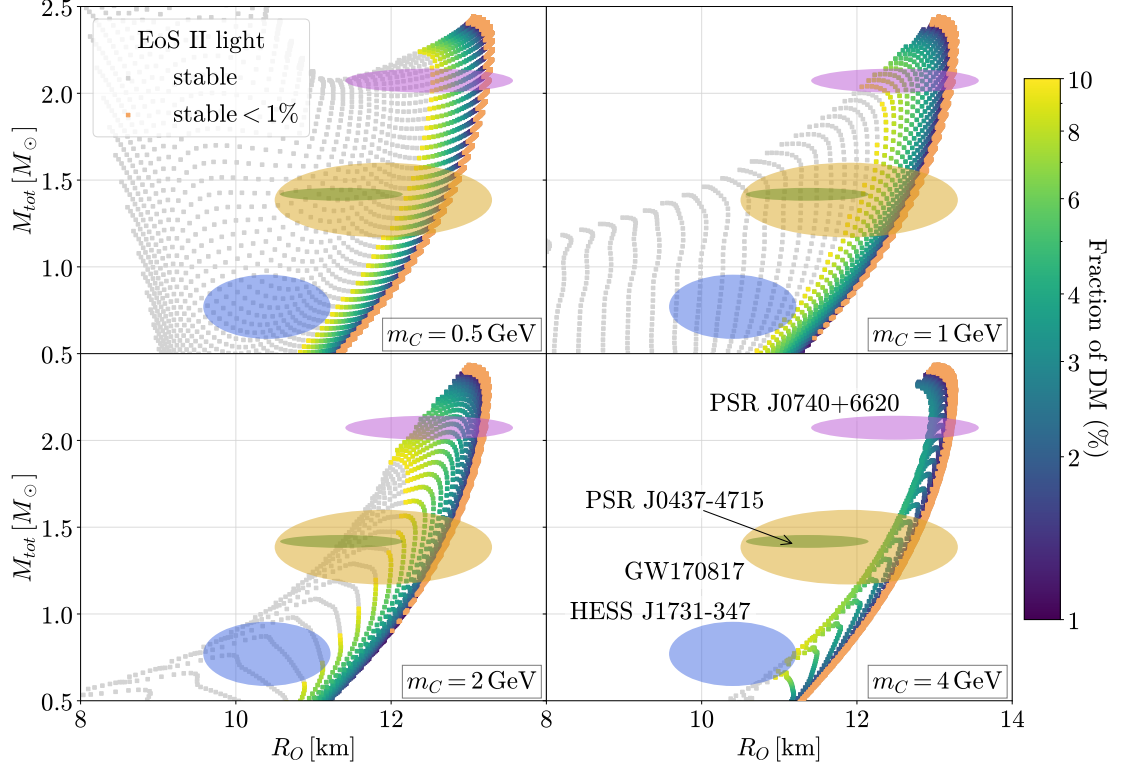 2.5
2.0
1.5
1.0
0.5
M_tot [M_⊙]
EoS II light
stable
stable < 1%
m_C = 0.5 GeV
m_C = 1 GeV
2.0
1.5
1.0
0.5
M_tot [M_⊙]
m_C = 2 GeV
PSR J0740+6620
PSR J0437-4715
GW170817
HESS J1731-347
m_C = 4 GeV
8 10 12 8 10 12 14
R_O [km] R_O [km]
10
8
6
4
3
2
1
Fraction of DM (%)